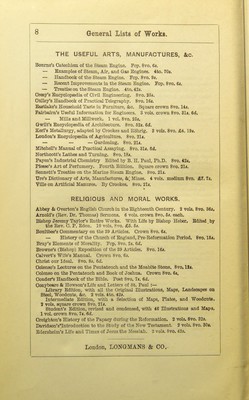 8 General Lists of Works.
THE USEFUL ARTS, MANUFACTURES, &c.
Bourne's Catechism of the Steam Engine. Fcp. 8vo. 6s.
— Examples of Steam, Air, and Gas Engines. 4to. 70s.
— Handbook of the Steam Engine. Fcp. 8vo. 9s.
— Recent Improvements in the Steam Engine. Fcp. 8vo. 6s.
— Treatise on the Steam Engine. 4to. 42s.
Cresy's Encyclopædia of Civil Engineering. 8vo. 25s.
Culley's Handbook of Practical Telegraphy. 8vo. 16s.
Eastlake's Household Taste in Furniture, &c. Square crown 8vo. 14s.
Fairbairn's Useful Information for Engineers. 3 vols. crown 8vo. 31s. 6d.
— Mills and Millwork. 1 vol. 8vo. 25s.
Gwilt's Encyclopædia of Architecture. 8vo. 52s. 6d.
Kerl's Metallurgy, adapted by Crookes and Röhrig. 3 vols. 8vo. £4. 19s.
Loudon's Encyclopædia of Agriculture. 8vo. 21s.
— — Gardening. 8vo. 21s.
Mitchell's Manual of Practical Assaying. 8vo. 31s. 6d.
Northcott's Lathes and Turning. 8vo. 18s.
Payen's Industrial Chemistry Edited by B. H. Paul, Ph.D. 8vo. 42s.
Piesse's Art of Perfumery. Fourth Edition. Square crown 8vo. 21s.
Sennett's Treatise on the Marine Steam Engine. 8vo. 21s.
Ure's Dictionary of Arts, Manufactures, & Mines. 4 vols. medium 8vo. £7. 7s.
Ville on Artificial Manures. By Crookes. 8vo. 21s.
RELIGIOUS AND MORAL WORKS.
Abbey & Overton's English Church in the Eighteenth Century. 2 vols. 8vo. 36s.
Arnold's (Rev. Dr. Thomas) Sermons. 6 vols. crown 8vo. 5s. each.
Bishop Jeremy Taylor's Entire Works. With Life by Bishop Heber. Edited by
the Rev. C. P. Eden. 10 vols. 8vo. £5. 5s.
Boultbee's Commentary on the 39 Articles. Crown 8vo. 6s.
— History of the Church of England, Pre-Reformation Period. 8vo. 15s.
Bray's Elements of Morality. Fcp. 8vo. 2s. 6d.
Browne's (Bishop) Exposition of the 39 Articles. 8vo. 16s.
Calvert's Wife's Manual. Crown 8vo. 6s.
Christ our Ideal. 8vo. 8s. 6d.
Colenso's Lectures on the Pentateuch and the Moabite Stone. 8vo. 12s.
Colenso on the Pentateuch and Book of Joshua. Crown 8vo. 6s.
Conder's Handbook of the Bible. Post 8vo. 7s. 6d.
Conybeare & Howson's Life and Letters of St. Paul :—
Library Edition, with all the Original Illustrations, Maps, Landscapes on
Steel, Woodcuts, &c. 2 vols. 4to. 42s.
Intermediate Edition, with a Selection of Maps, Plates, and Woodcuts.
2 vols. square crown 8vo. 21s.
Student's Edition, revised and condensed, with 46 Illustrations and Maps.
1 vol. crown 8vo. 7s. 6d.
Creighton's History of the Papacy during the Reformation. 2 vols. 8vo. 32s.
Davidson's Introduction to the Study of the New Testament. 2 vols. 8vo. 30s.
Edersheim's Life and Times of Jesus the Messiah. 2 vols. 8vo. 42s.
London, LONGMANS & CO.